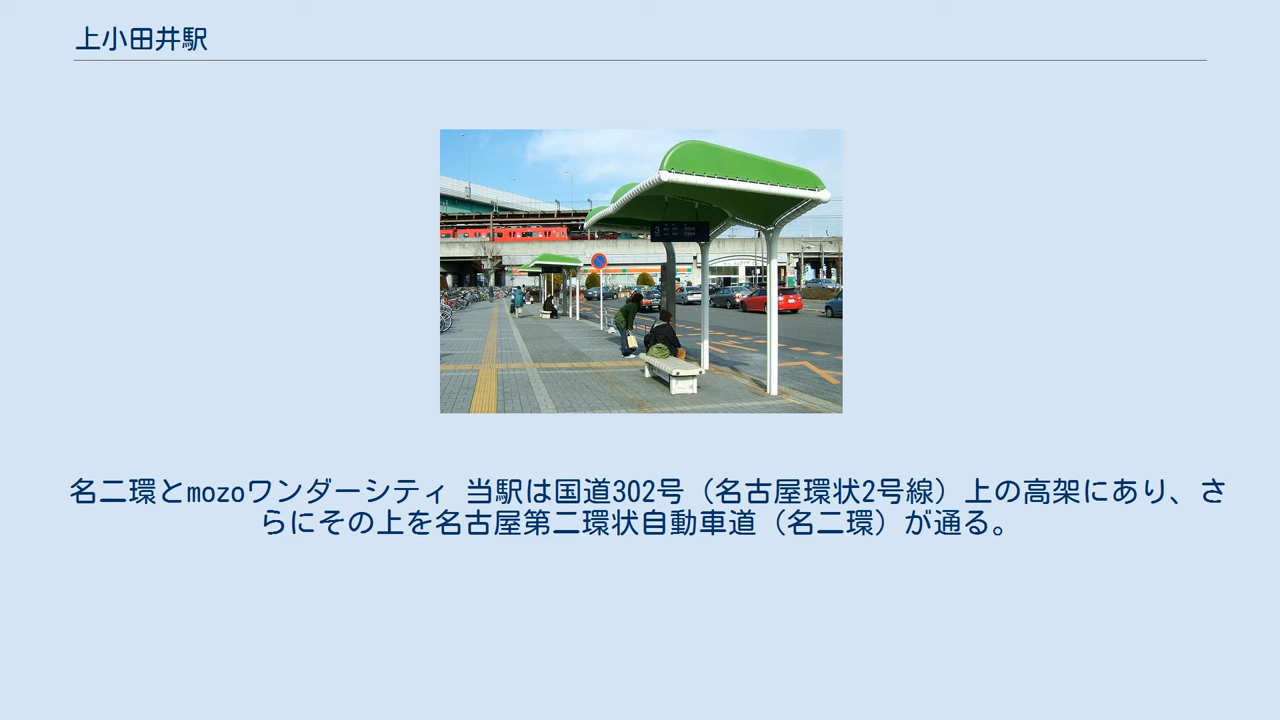 上小田井駅
名二環とmozoワンダーシティ 当駅は国道302号（名古屋環状2号線）上の高架にあり、さ
らにその上を名古屋第二環状自動車道（名二環）が通る。